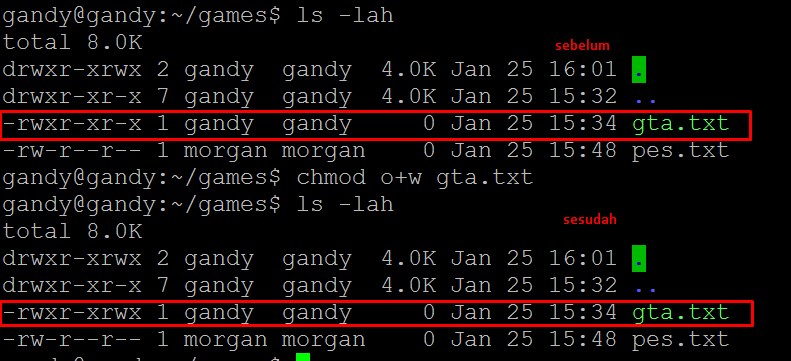 gandy@gandy:~/games$ ls -lah
total 8.0K
sebelum
drwxr-xrwx 2 gandy gandy 4.0K Jan 25 16:01 .
drwxr-xr-x 7 gandy gandy 4.0K Jan 25 15:32 ..
-rwxr-xr-x 1 gandy gandy 0 Jan 25 15:34 gta.txt
-rw-r--r-- 1 morgan morgan 0 Jan 25 15:48 pes.txt
gandy@gandy:~/games$ chmod o+w gta.txt
gandy@gandy:~/games$ ls -lah
sesudah
total 8.0K
drwxr-xrwx 2 gandy gandy 4.0K Jan 25 16:01 .
drwxr-xr-x 7 gandy gandy 4.0K Jan 25 15:32 ..
-rwxr-xrwx 1 gandy gandy 0 Jan 25 15:34 gta.txt
-rw-r--r-- 1 morgan morgan 0 Jan 25 15:48 pes.txt